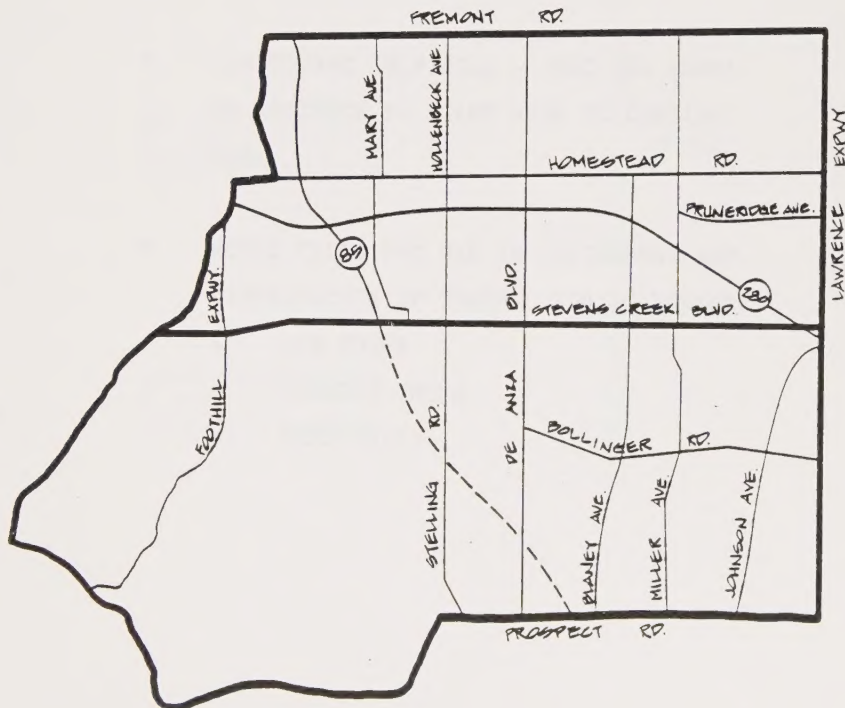 FREMONT RD.
MARY AVE.
HOLLENBECK AVE.
HOMESTEAD RD.
LAWRENCE EXPWY
PRUNERIDGE AVE.
85
280
FOOTHILL EXPWY.
STEVENS CREEK BLVD.
DE ANZA BLVD.
STELLING RD.
BOLLINGER RD.
BLANEY AVE.
MILLER AVE.
JOHNSON AVE.
PROSPECT RD.